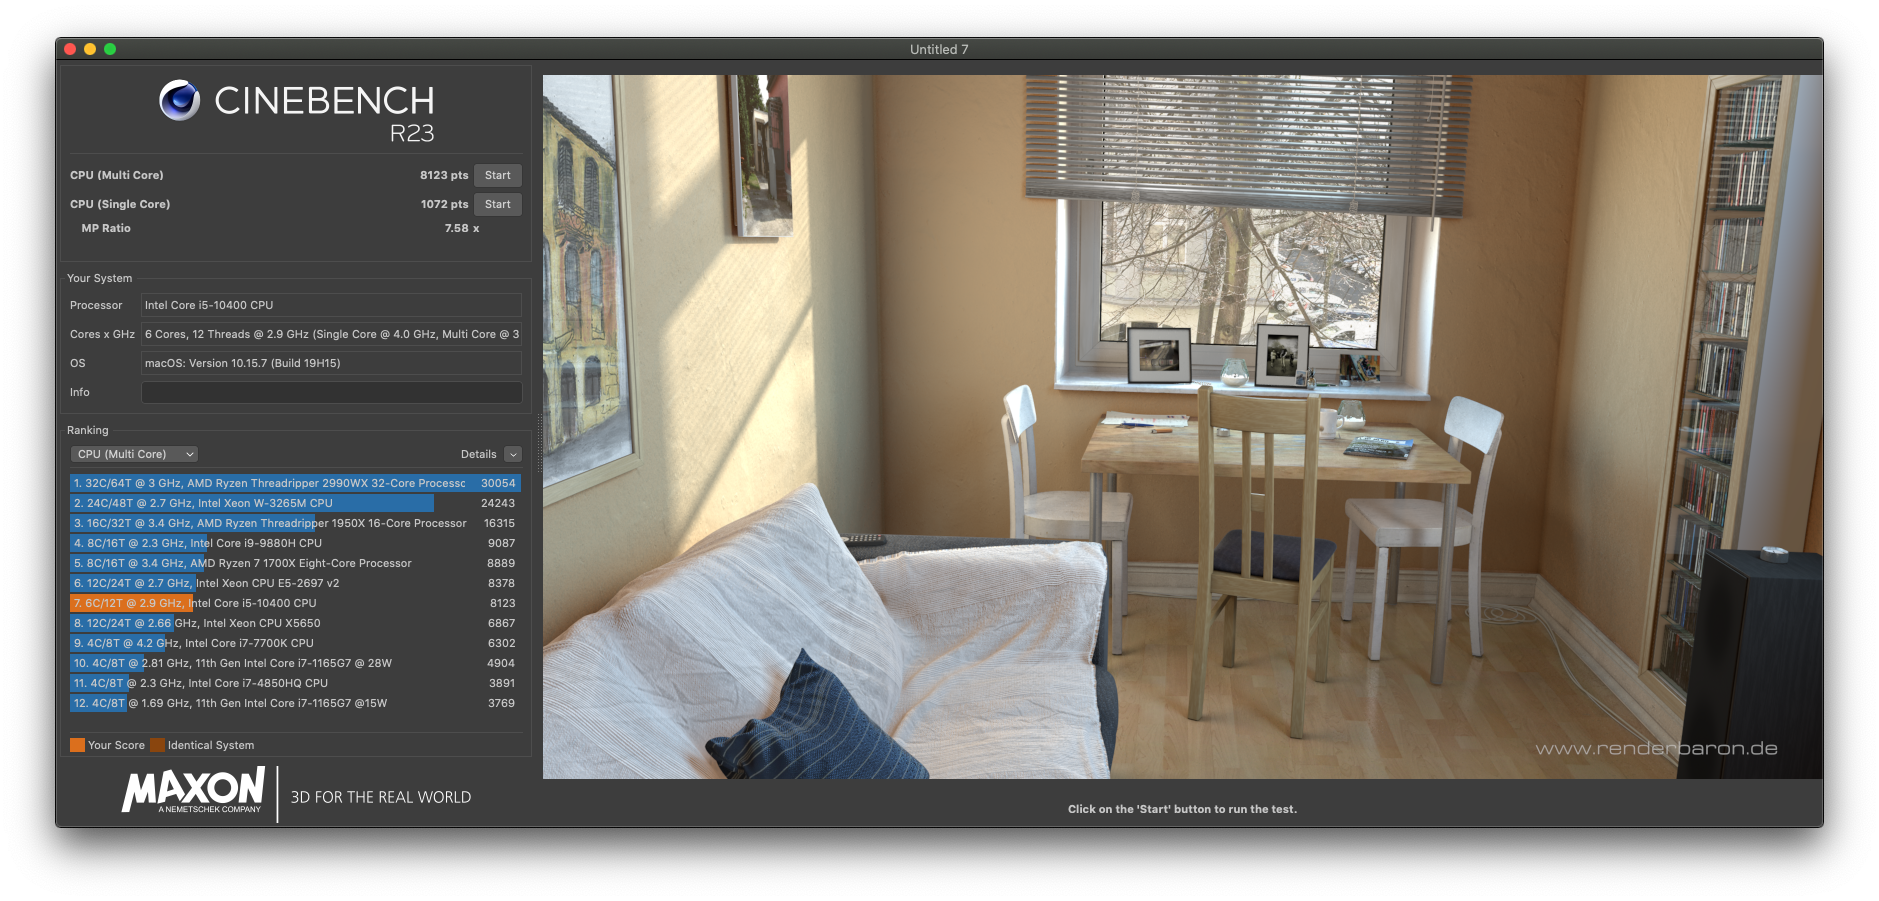 Untitled 7
CINEBENCH
R23
CPU (Multi Core) 8123 pts Start
CPU (Single Core) 1072 pts Start
MP Ratio 7.58 x
Your System
Processor Intel Core i5-10400 CPU
Cores x GHz 6 Cores, 12 Threads @ 2.9 GHz (Single Core @ 4.0 GHz, Multi Core @ 3
OS macOS: Version 10.15.7 (Build 19H15)
Info
Ranking
CPU (Multi Core) Details
1. 32C/64T @ 3 GHz, AMD Ryzen Threadripper 2990WX 32-Core Processc 30054
2. 24C/48T @ 2.7 GHz, Intel Xeon W-3265M CPU 24243
3. 16C/32T @ 3.4 GHz, AMD Ryzen Threadripper 1950X 16-Core Processor 16315
4. 8C/16T @ 2.3 GHz, Intel Core i9-9880H CPU 9087
5. 8C/16T @ 3.4 GHz, AMD Ryzen 7 1700X Eight-Core Processor 8889
6. 12C/24T @ 2.7 GHz, Intel Xeon CPU E5-2697 v2 8378
7. 6C/12T @ 2.9 GHz, Intel Core i5-10400 CPU 8123
8. 12C/24T @ 2.66 GHz, Intel Xeon CPU X5650 6867
9. 4C/8T @ 4.2 GHz, Intel Core i7-7700K CPU 6302
10. 4C/8T @ 2.81 GHz, 11th Gen Intel Core i7-1165G7 @ 28W 4904
11. 4C/8T @ 2.3 GHz, Intel Core i7-4850HQ CPU 3891
12. 4C/8T @ 1.69 GHz, 11th Gen Intel Core i7-1165G7 @15W 3769
Your Score Identical System
MAXON
A NEMETSCHEK COMPANY
3D FOR THE REAL WORLD
www.renderbaron.de
Click on the 'Start' button to run the test.